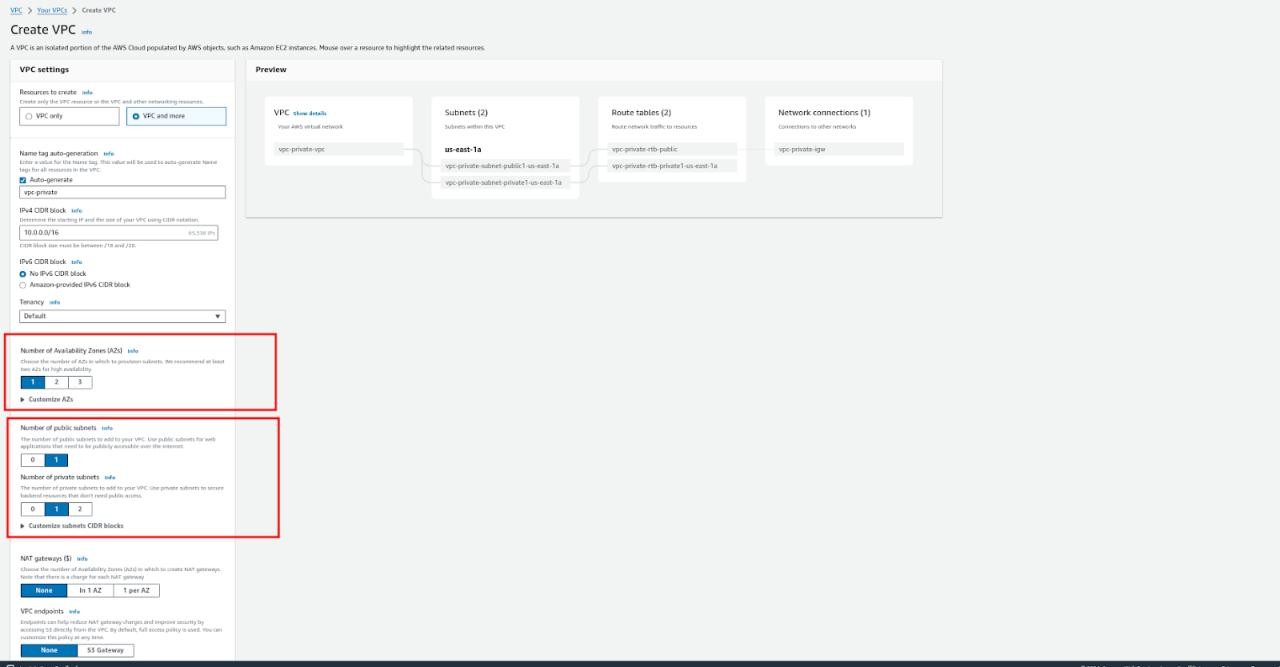 VPC > Your VPCs > Create VPC
Create VPC Info
A VPC is an isolated portion of the AWS Cloud populated by AWS objects, such as Amazon EC2 instances. Mouse over a resource to highlight the related resources.
VPC settings
Resources to create Info
Create only the VPC resource or the VPC and other networking resources.
VPC only
VPC and more
Name tag auto-generation Info
Enter a value for the Name tag. This value will be used to auto-generate Name
tags for all resources in the VPC.
Auto-generate
vpc-private
IPv4 CIDR block Info
Determine the starting IP and the size of your VPC using CIDR notation.
10.0.0.0/16
65,536 IPs
CIDR block size must be between /16 and /28.
IPv6 CIDR block Info
No IPv6 CIDR block
Amazon-provided IPv6 CIDR block
Tenancy Info
Default
Number of Availability Zones (AZs) Info
Choose the number of AZs in which to provision subnets. We recommend at least
two AZs for high availability.
1 2 3
Customize AZs
Number of public subnets Info
The number of public subnets to add to your VPC. Use public subnets for web
applications that need to be publicly accessible over the internet.
0 1
Number of private subnets Info
The number of private subnets to add to your VPC. Use private subnets to secure
backend resources that don't need public access.
0 1 2
Customize subnets CIDR blocks
NAT gateways ($) Info
Choose the number of Availability Zones (AZs) in which to create NAT gateways.
Note that there is a charge for each NAT gateway
None In 1 AZ 1 per AZ
VPC endpoints Info
Endpoints can help reduce NAT gateway charges and improve security by
accessing S3 directly from the VPC. By default, full access policy is used. You can
customize this policy at any time.
None S3 Gateway
Preview
VPC Show details
Your AWS virtual network
vpc-private-vpc
Subnets (2)
Subnets within this VPC
us-east-1a
vpc-private-subnet-public1-us-east-1a
vpc-private-subnet-private1-us-east-1a
Route tables (2)
Route network traffic to resources
vpc-private-rtb-public
vpc-private-rtb-private1-us-east-1a
Network connections (1)
Connections to other networks
vpc-private-igw